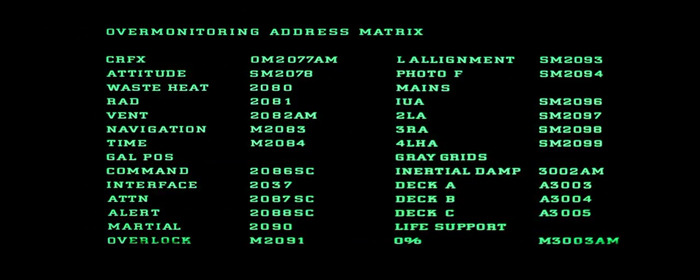 OVERMONITORING ADDRESS MATRIX
CRFX 0M2077AM L ALLIGNMENT SM2093
ATTITUDE SM2078 PHOTO F SM2094
WASTE HEAT 2080 MAINS
RAD 2081 IUA SM2096
VENT 2082AM 2LA SM2097
NAVIGATION M2083 3RA SM2098
TIME M2084 4LHA SM2099
GAL POS GRAY GRIDS
COMMAND 2086SC INERTIAL DAMP 3002AM
INTERFACE 2037 DECK A A3003
ATTN 2087SC DECK B A3004
ALERT 2088SC DECK C A3005
MARTIAL 2090 LIFE SUPPORT
OVERLOCK M2091 0% M3003AM